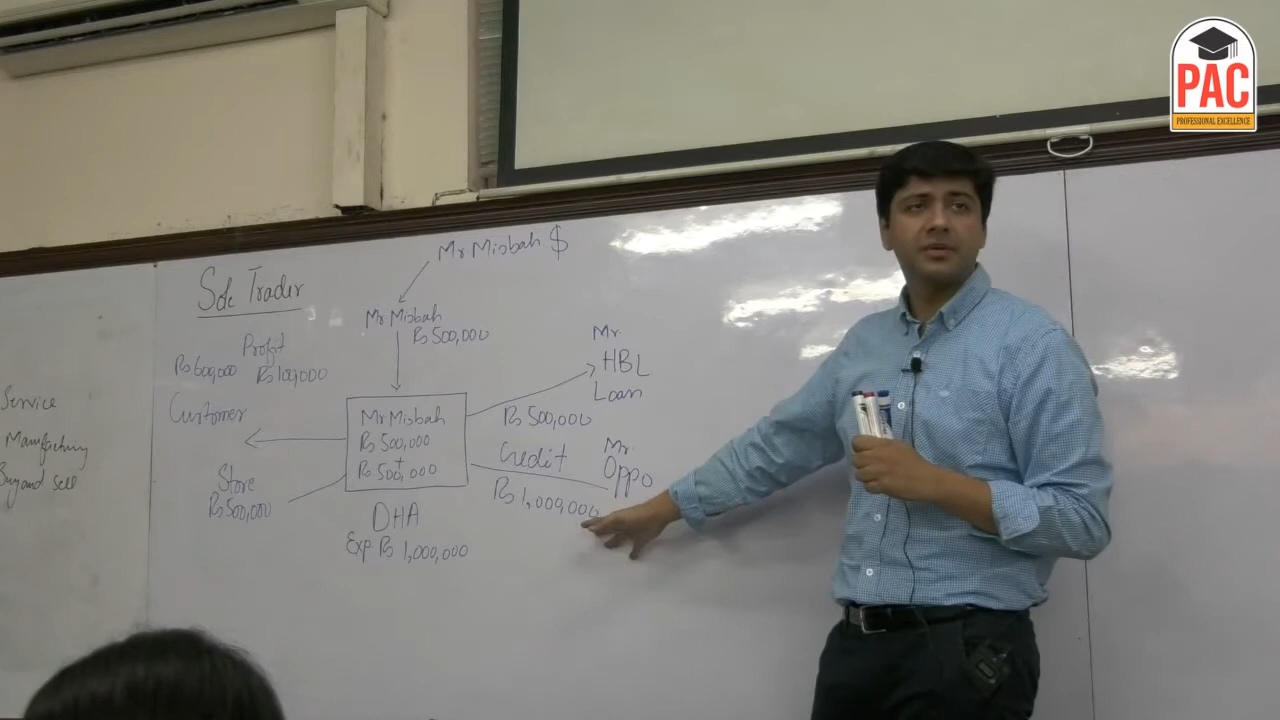 PAC
PROFESSIONAL EXCELLENCE
Mr Misbah $
Sole Trader
Mr Misbah
Rs 500,000
Profit
Rs 600,000 Rs 100,000
Customer
Store
Rs 500,000
Mr Misbah
Rs 500,000
+
Rs 500,000
DHA
Exp Rs 1,000,000
Mr
HBL
Loan
Rs 500,000
Credit
Mr.
Oppo
Rs 1,000,000
Service
Manufactury
Buy and sell